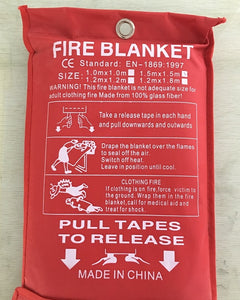 FIRE BLANKET
CE Standard: EN-1869:1997
SIZE: 1.0mx1.0m 1.5mx1.5m
1.2mx1.2m 1.2mx1.8m
WARNING! This fire blanket is not adequate size for
adult clothing fire Made from 100% glass fiber!
Take a release tape in each hand
and pull downwards and outwards
Drape the blanket over the flames
to seal off the air.
Switch off heat.
Leave in position until cool.
CLOTHING FIRE
If clothing is on fire, force victim to
the ground. Wrap them in the fire
blanket, call for medical aid and
treat for shock.
PULL TAPES
TO RELEASE
MADE IN CHINA